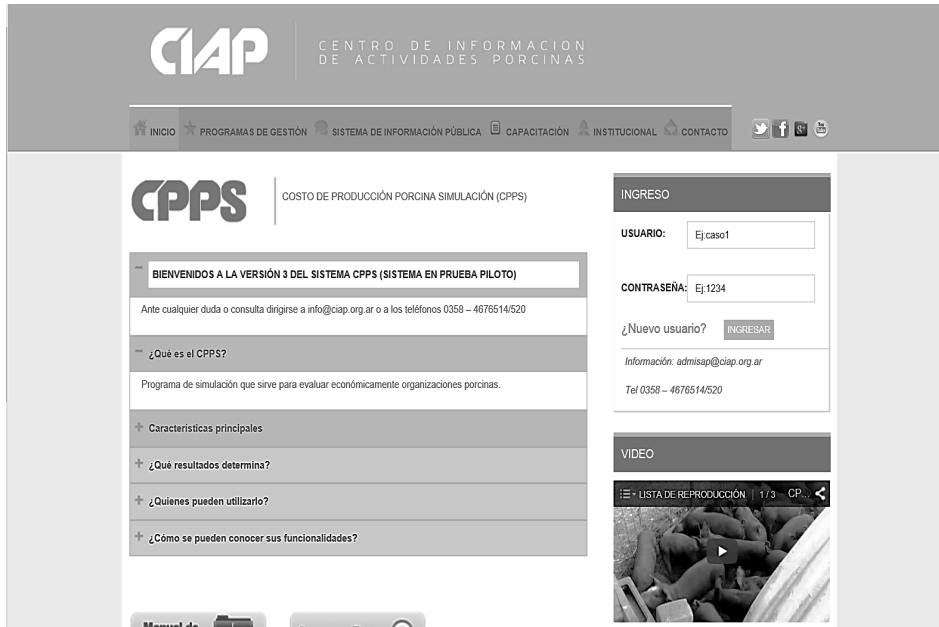 CIAP
CENTRO DE INFORMACION
DE ACTIVIDADES PORCINAS
INICIO PROGRAMAS DE GESTIÓN SISTEMA DE INFORMACIÓN PÚBLICA CAPACITACIÓN INSTITUCIONAL CONTACTO
CPPS
COSTO DE PRODUCCIÓN PORCINA SIMULACIÓN (CPPS)
BIENVENIDOS A LA VERSIÓN 3 DEL SISTEMA CPPS (SISTEMA EN PRUEBA PILOTO)
Ante cualquier duda o consulta dirigirse a info@ciap.org.ar o a los teléfonos 0358 – 4676514/520
¿Qué es el CPPS?
Programa de simulación que sirve para evaluar económicamente organizaciones porcinas.
Características principales
¿Qué resultados determina?
¿Quienes pueden utilizarlo?
¿Cómo se pueden conocer sus funcionalidades?
Manual de
INGRESO
USUARIO: Ej:caso1
CONTRASEÑA: Ej:1234
¿Nuevo usuario? INGRESAR
Información: admisap@ciap.org.ar
Tel 0358 – 4676514/520
VIDEO
LISTA DE REPRODUCCIÓN 1/3 CP...